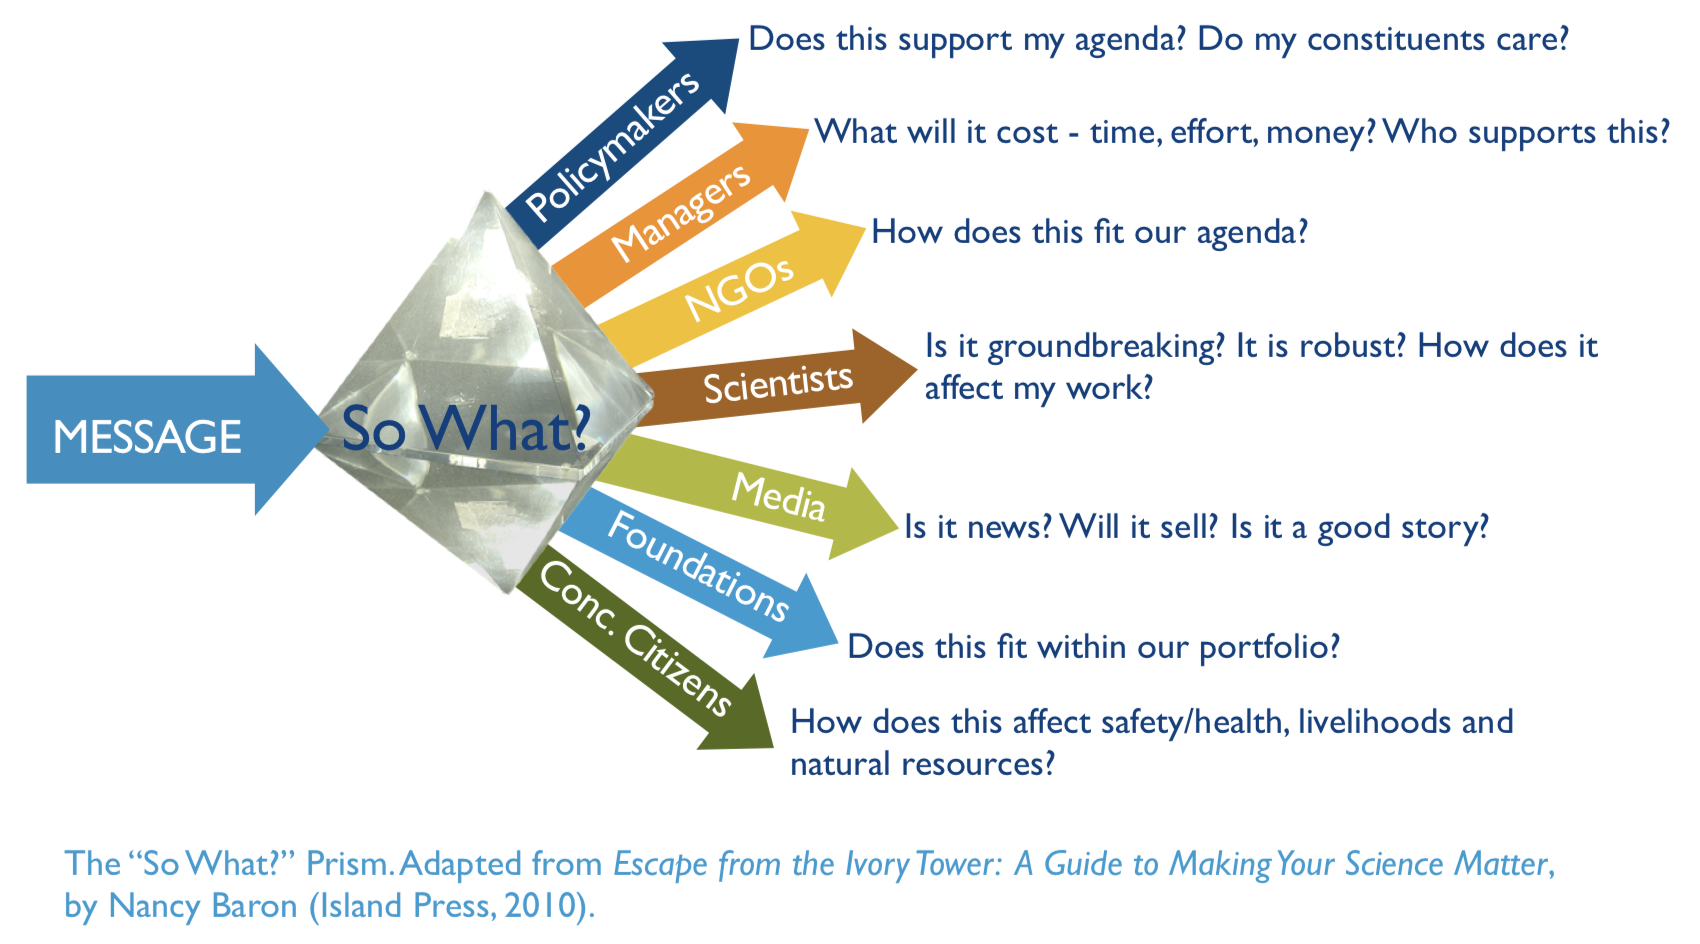 Does this support my agenda? Do my constituents care?
Policymakers
What will it cost - time, effort, money? Who supports this?
Managers
How does this fit our agenda?
NGOs
Is it groundbreaking? It is robust? How does it
affect my work?
Scientists
MESSAGE
So What?
Media
Is it news? Will it sell? Is it a good story?
Foundations
Does this fit within our portfolio?
Conc. Citizens
How does this affect safety/health, livelihoods and
natural resources?
The “So What?” Prism. Adapted from Escape from the Ivory Tower: A Guide to Making Your Science Matter,
by Nancy Baron (Island Press, 2010).